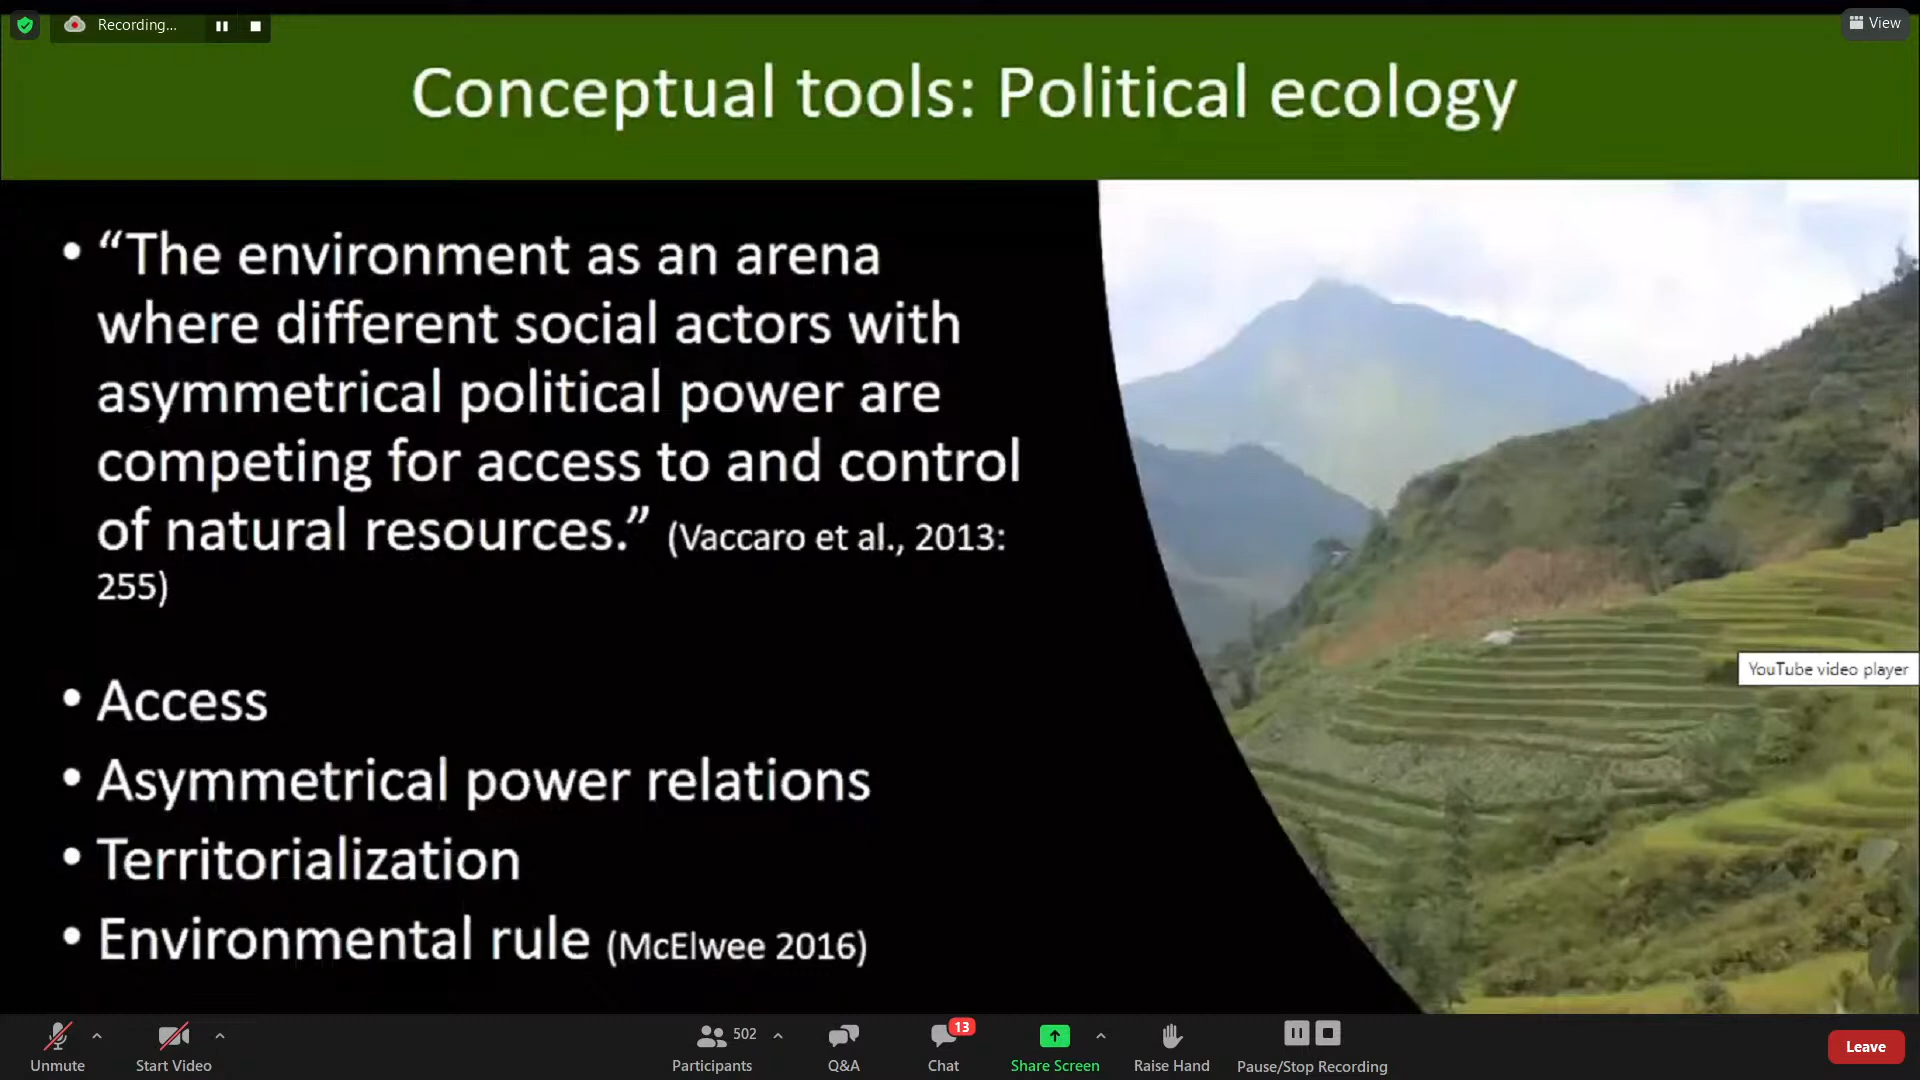 Recording...
View
Conceptual tools: Political ecology
• “The environment as an arena
where different social actors with
asymmetrical political power are
competing for access to and control
of natural resources.” (Vaccaro et al., 2013:
255)
• Access
• Asymmetrical power relations
• Territorialization
• Environmental rule (McElwee 2016)
YouTube video player
Unmute
Start Video
502
Participants
Q&A
13
Chat
Share Screen
Raise Hand
Pause/Stop Recording
Leave